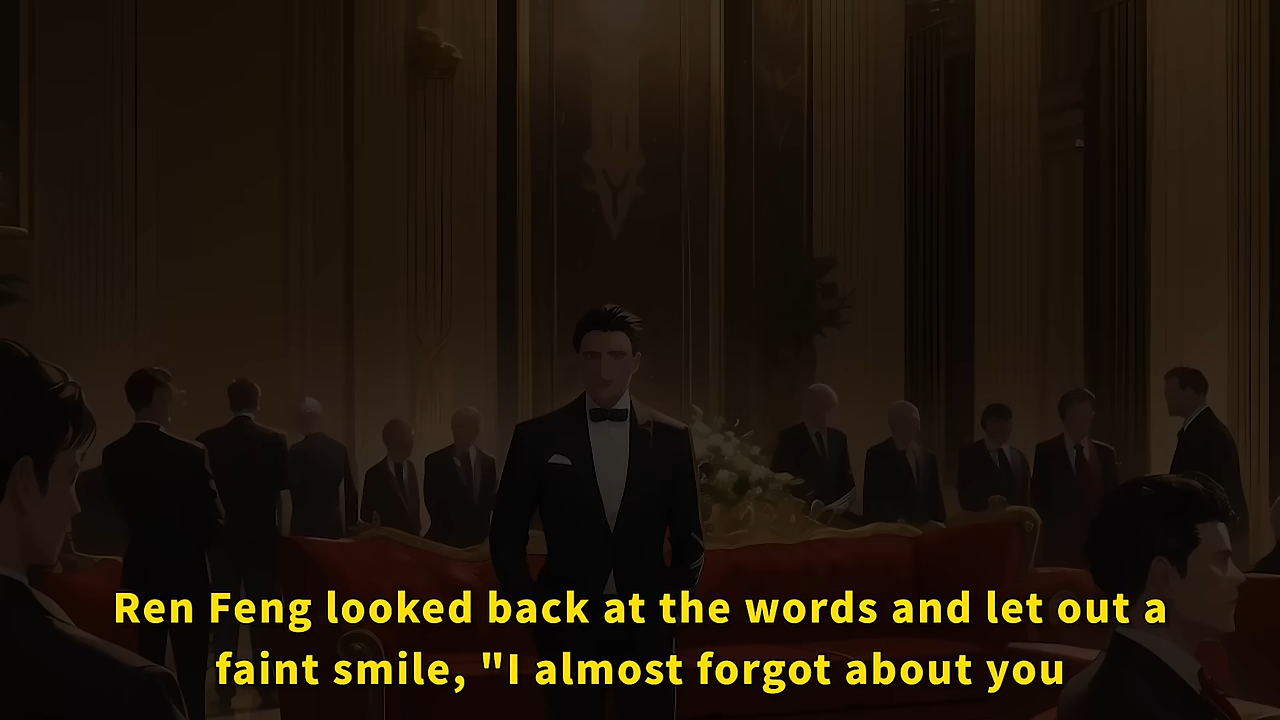 Ren Feng looked back at the words and let out a
faint smile, "I almost forgot about you